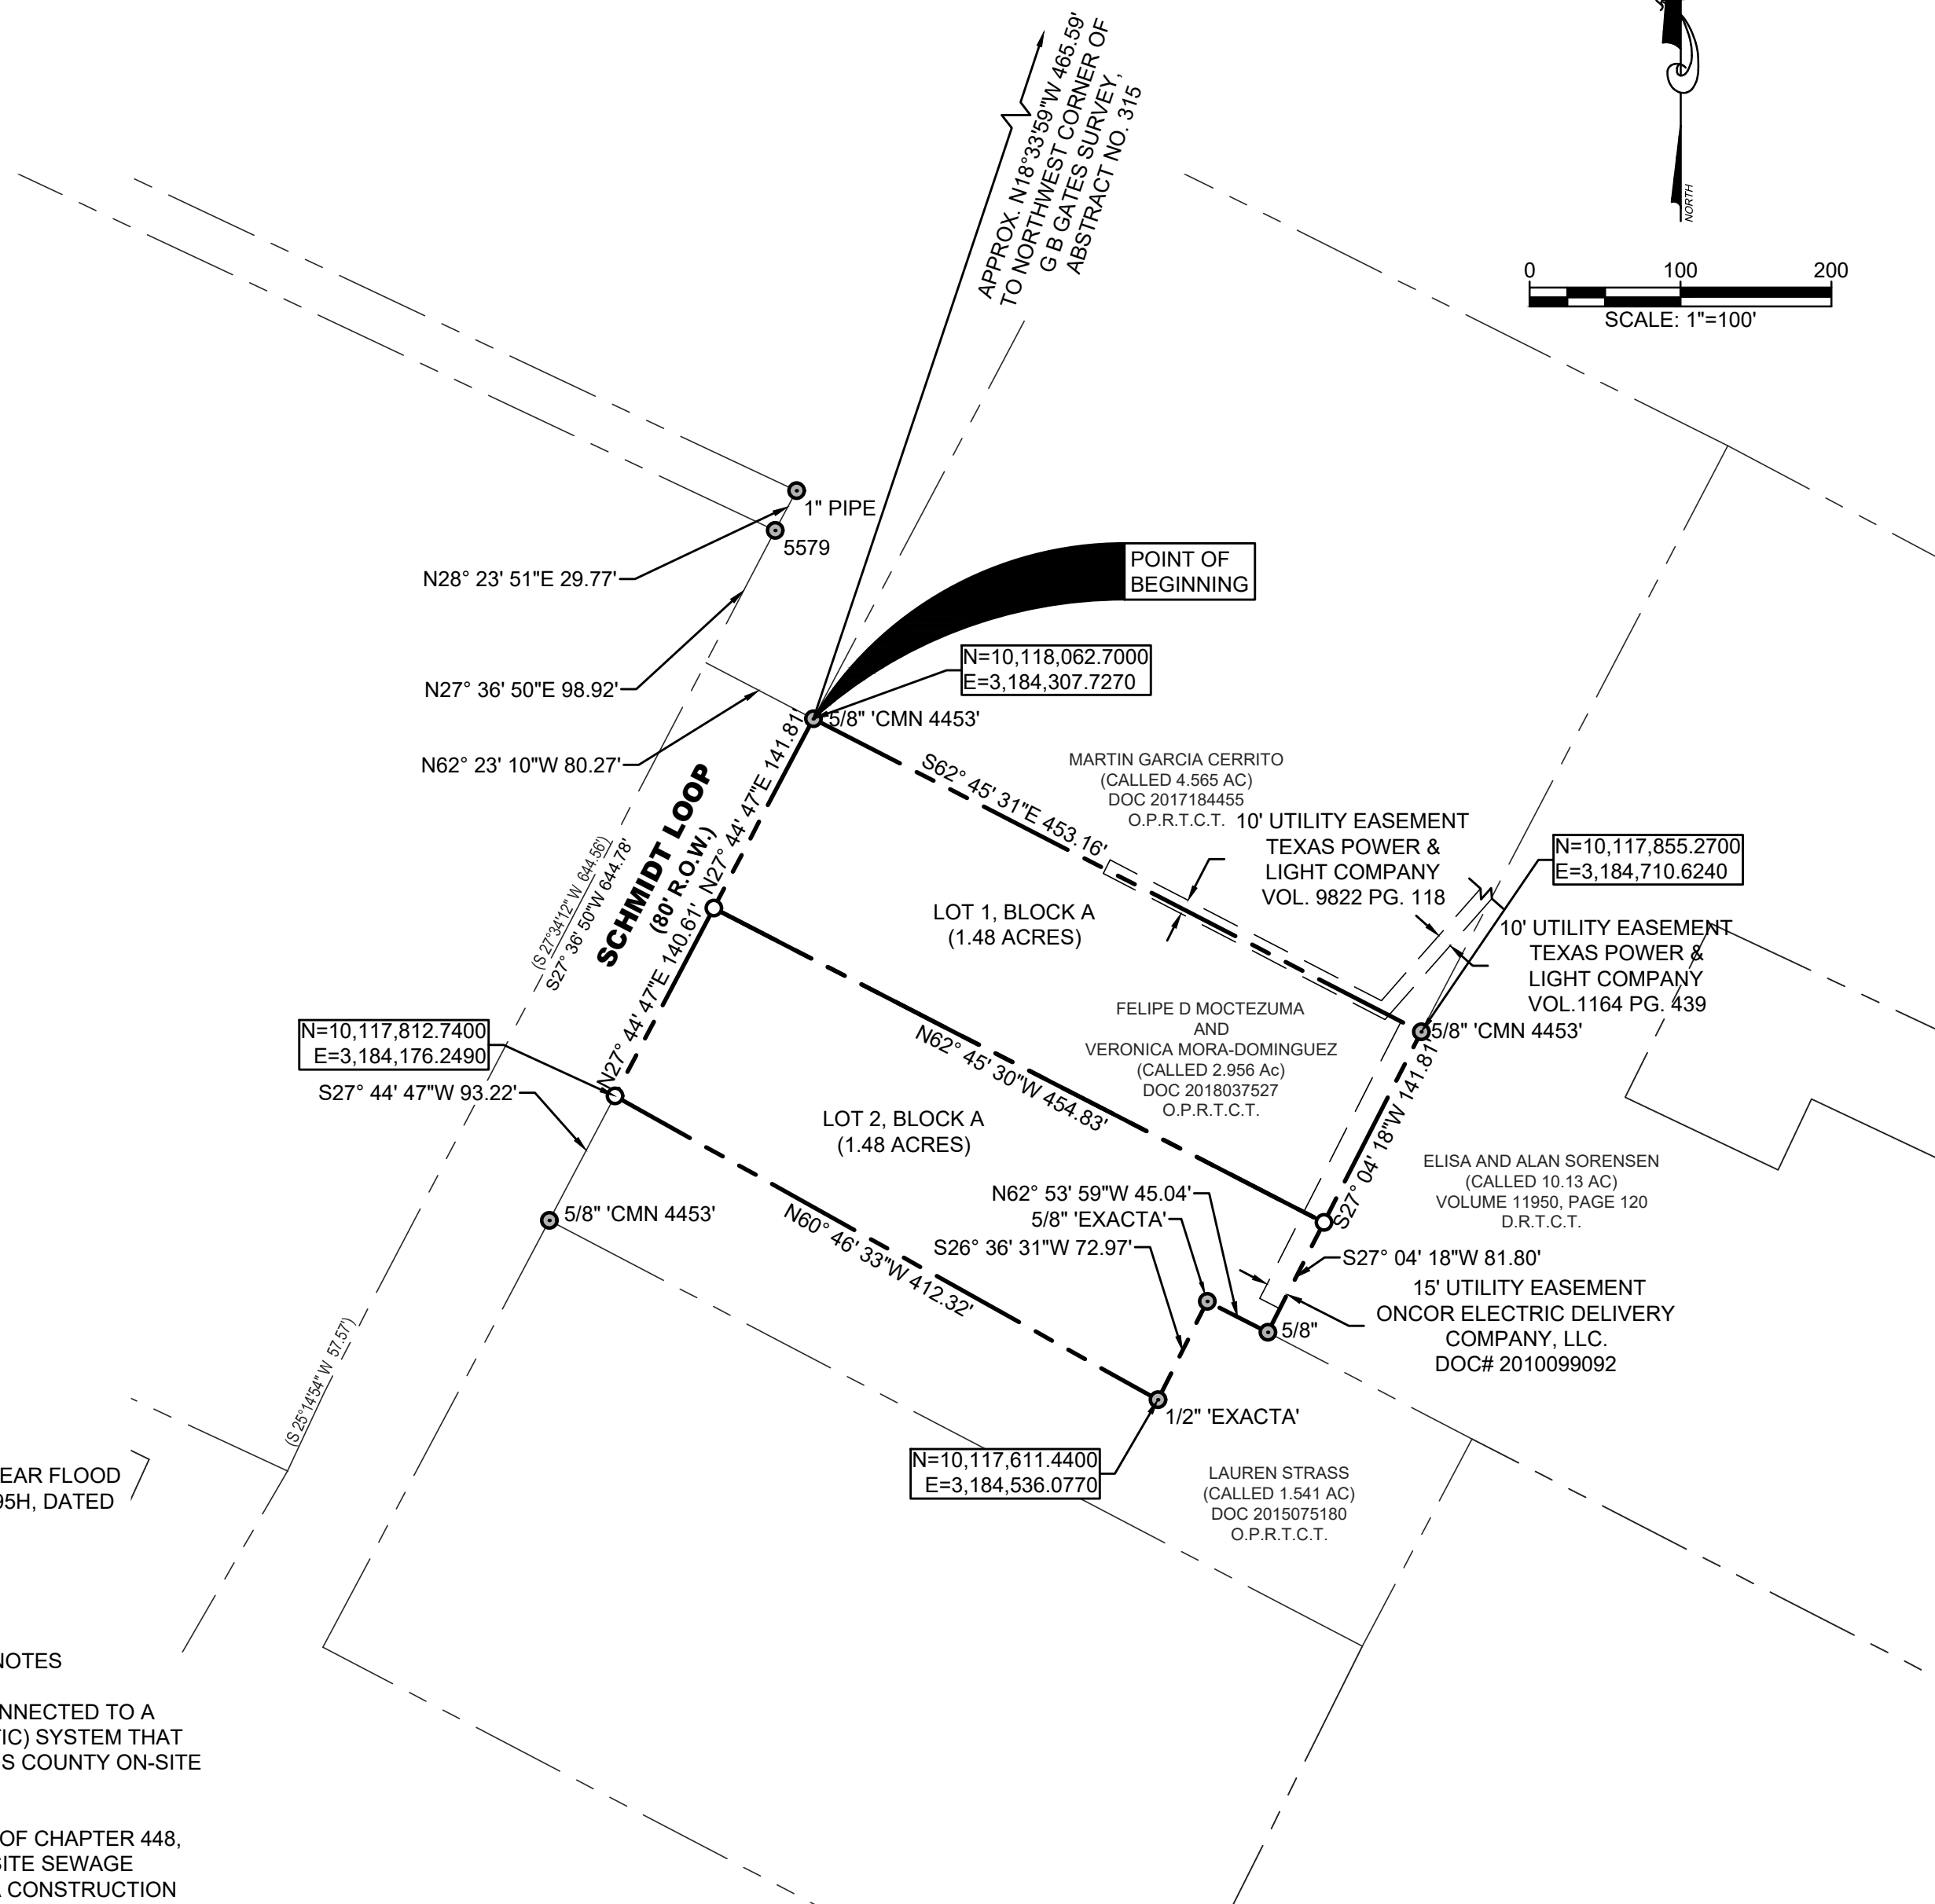 APPROX. N18°33'59"W 465.59'
TO NORTHWEST CORNER OF
G B GATES SURVEY,
ABSTRACT NO. 315
NORTH
0 100 200
SCALE: 1"=100'
1" PIPE
5579
N28° 23' 51"E 29.77'
POINT OF
BEGINNING
N=10,118,062.7000
E=3,184,307.7270
N27° 36' 50"E 98.92'
5/8" 'CMN 4453'
N62° 23' 10"W 80.27'
N27° 44' 47"E 141.81'
S62° 45' 31"E 453.16'
MARTIN GARCIA CERRITO
(CALLED 4.565 AC)
DOC 2017184455
O.P.R.T.C.T.
10' UTILITY EASEMENT
TEXAS POWER &
LIGHT COMPANY
VOL. 9822 PG. 118
N=10,117,855.2700
E=3,184,710.6240
SCHMIDT LOOP
(80' R.O.W.)
(S 27°34'12" W 644.56')
S27° 36' 50"W 644.78'
LOT 1, BLOCK A
(1.48 ACRES)
10' UTILITY EASEMENT
TEXAS POWER &
LIGHT COMPANY
VOL.1164 PG. 439
N27° 44' 47"E 140.61'
FELIPE D MOCTEZUMA
AND
VERONICA MORA-DOMINGUEZ
(CALLED 2.956 Ac)
DOC 2018037527
O.P.R.T.C.T.
5/8" 'CMN 4453'
N=10,117,812.7400
E=3,184,176.2490
S27° 44' 47"W 93.22'
N62° 45' 30"W 454.83'
S27° 04' 18"W 141.81'
LOT 2, BLOCK A
(1.48 ACRES)
ELISA AND ALAN SORENSEN
(CALLED 10.13 AC)
VOLUME 11950, PAGE 120
D.R.T.C.T.
N62° 53' 59"W 45.04'
5/8" 'EXACTA'
S26° 36' 31"W 72.97'
5/8" 'CMN 4453'
N60° 46' 33"W 412.32'
S27° 04' 18"W 81.80'
15' UTILITY EASEMENT
ONCOR ELECTRIC DELIVERY
COMPANY, LLC.
DOC# 2010099092
5/8"
1/2" 'EXACTA'
(S 25°14'54" W 57.57')
N=10,117,611.4400
E=3,184,536.0770
LAUREN STRASS
(CALLED 1.541 AC)
DOC 2015075180
O.P.R.T.C.T.
EAR FLOOD
95H, DATED
NOTES
NNECTED TO A
TIC) SYSTEM THAT
S COUNTY ON-SITE
OF CHAPTER 448,
SITE SEWAGE
A CONSTRUCTION